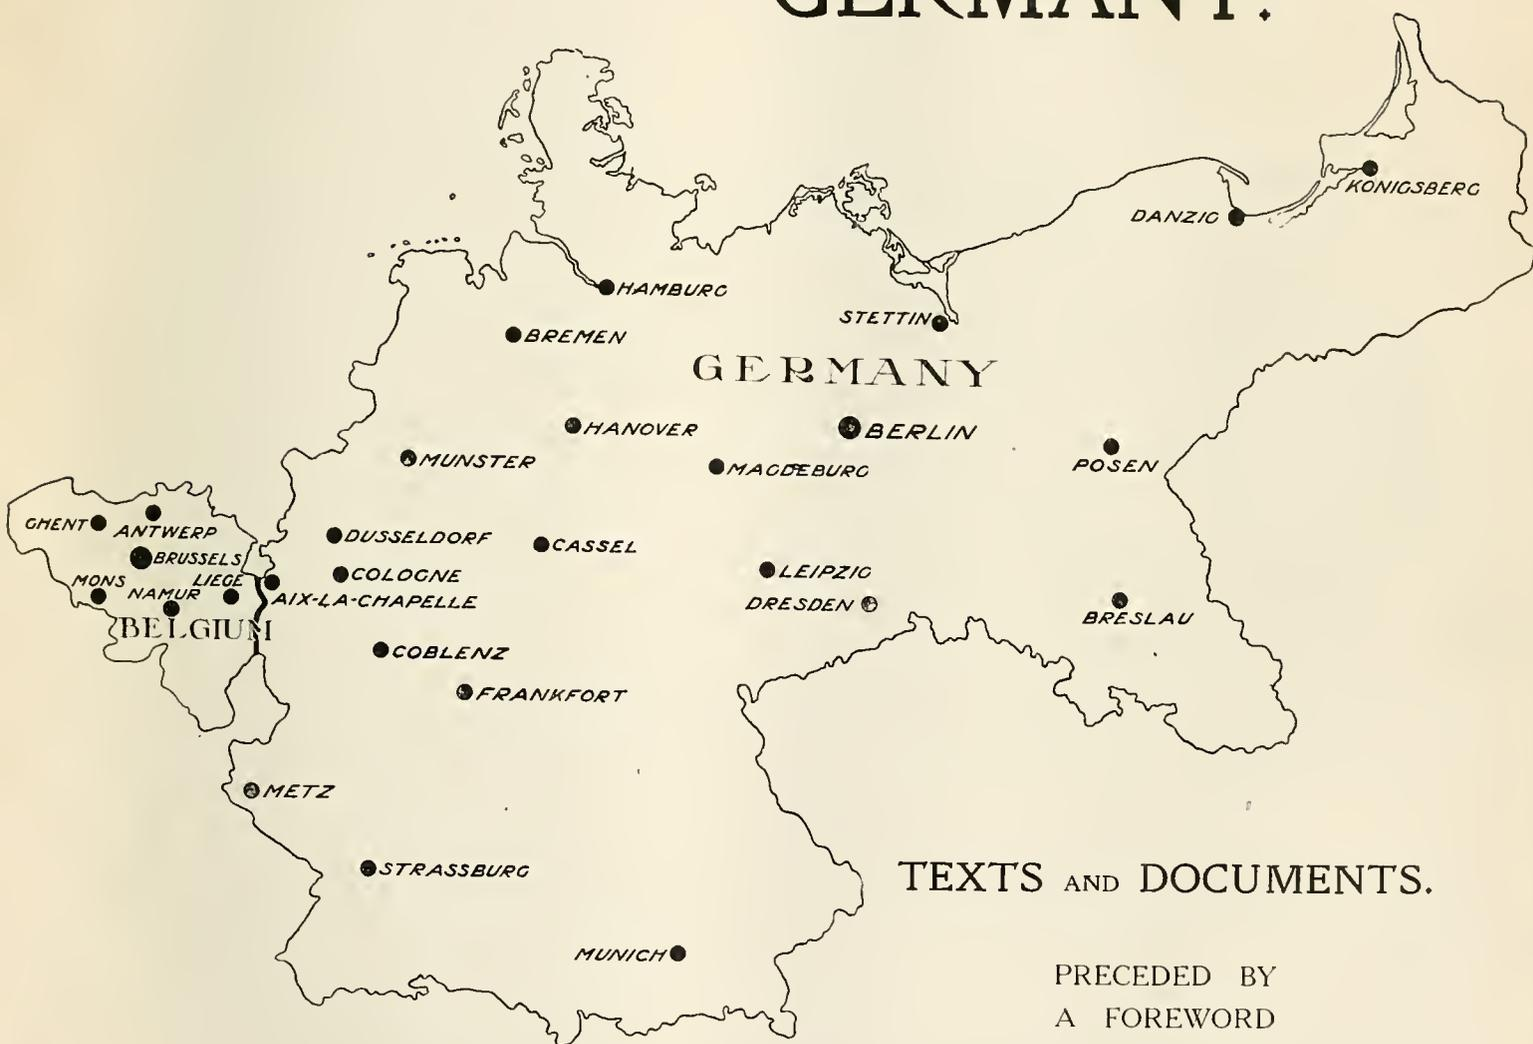 GERMANY.
KÖNIGSBERG
DANZIG
HAMBURG
STETTIN
BREMEN
GERMANY
HANOVER
BERLIN
MUNSTER
MAGDEBURG
POSEN
GHENT
ANTWERP
DUSSELDORF
CASSEL
BRUSSELS
MONS
LIEGE
COLOGNE
LEIPZIG
NAMUR
AIX-LA-CHAPELLE
DRESDEN
BRESLAU
BELGIUM
COBLENZ
FRANKFORT
METZ
STRASSBURG
TEXTS AND DOCUMENTS.
MUNICH
PRECEDED BY
A FOREWORD